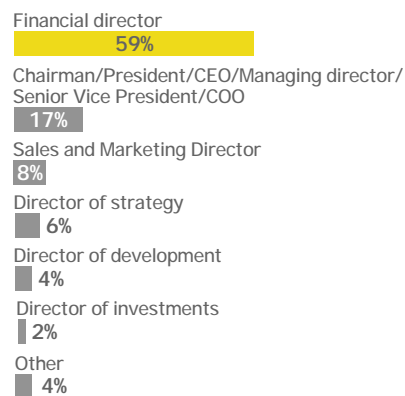 Financial director
59%
Chairman/President/CEO/Managing director/
Senior Vice President/COO
17%
Sales and Marketing Director
8%
Director of strategy
6%
Director of development
4%
Director of investments
2%
Other
4%